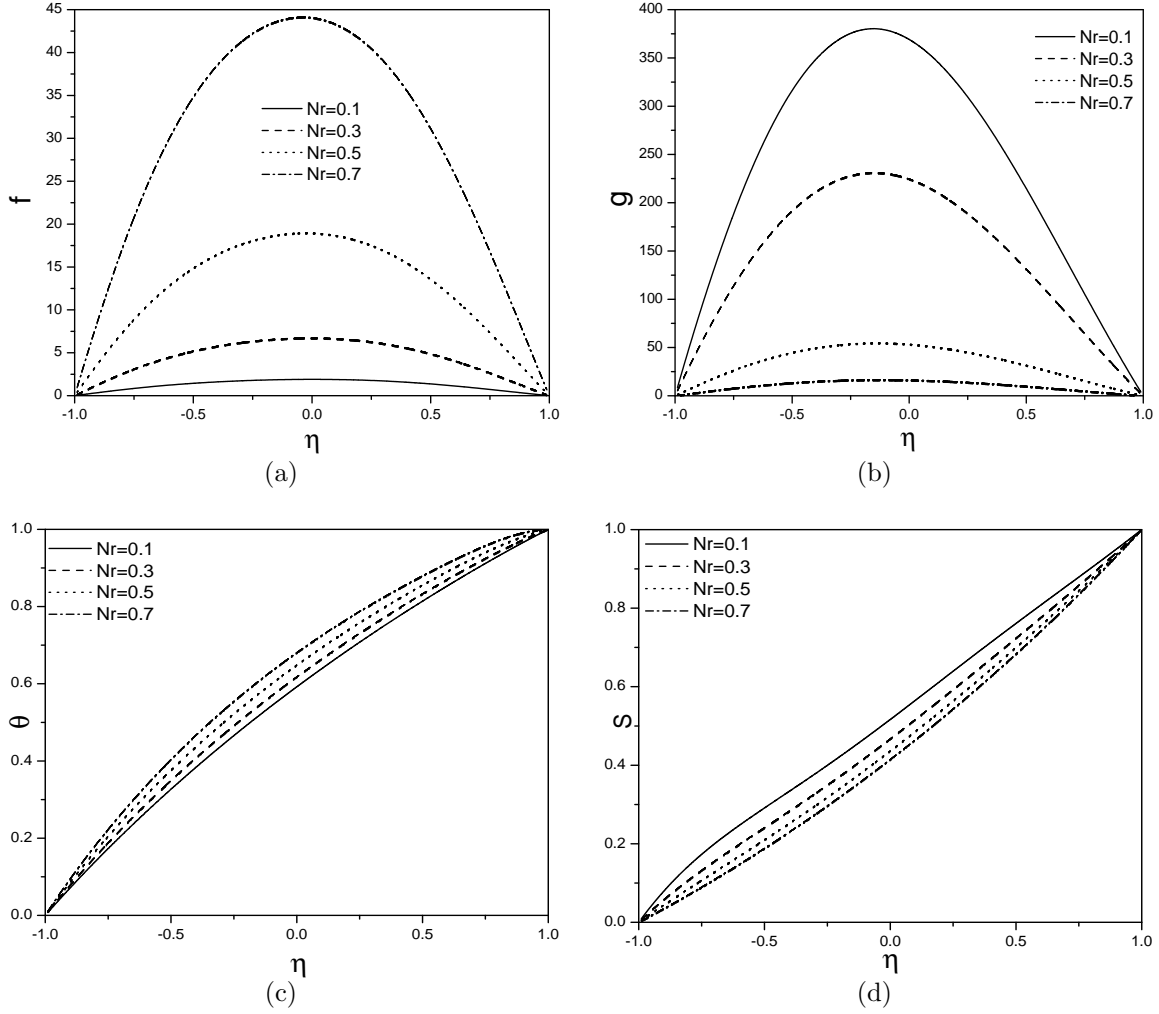 45
40
35
30
25
20
15
10
5
0
f
Nr=0.1
Nr=0.3
Nr=0.5
Nr=0.7
-1.0 -0.5 0.0 0.5 1.0
η
(a)
400
350
300
250
200
150
100
50
0
g
Nr=0.1
Nr=0.3
Nr=0.5
Nr=0.7
-1.0 -0.5 0.0 0.5 1.0
η
(b)
1.0
0.8
0.6
0.4
0.2
0.0
θ
Nr=0.1
Nr=0.3
Nr=0.5
Nr=0.7
-1.0 -0.5 0.0 0.5 1.0
η
(c)
1.0
0.8
0.6
0.4
0.2
0.0
S
Nr=0.1
Nr=0.3
Nr=0.5
Nr=0.7
-1.0 -0.5 0.0 0.5 1.0
η
(d)